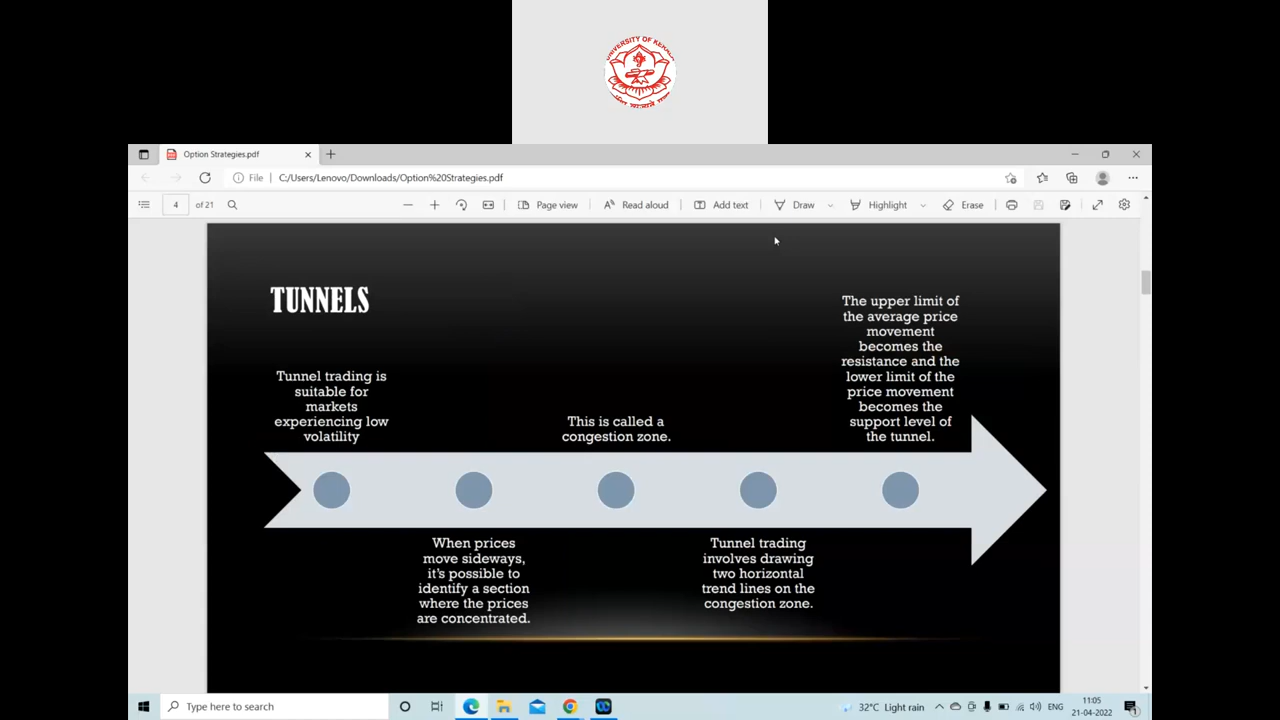 UNIVERSITY OF KERALA
Option Strategies.pdf
File
C:/Users/Lenovo/Downloads/Option%20Strategies.pdf
4 of 21
Page view
Read aloud
Add text
Draw
Highlight
Erase
TUNNELS
Tunnel trading is
suitable for
markets
experiencing low
volatility
When prices
move sideways,
it's possible to
identify a section
where the prices
are concentrated.
This is called a
congestion zone.
Tunnel trading
involves drawing
two horizontal
trend lines on the
congestion zone.
The upper limit of
the average price
movement
becomes the
resistance and the
lower limit of the
price movement
becomes the
support level of
the tunnel.
Type here to search
32°C Light rain
ENG
11:05
21-04-2022
1